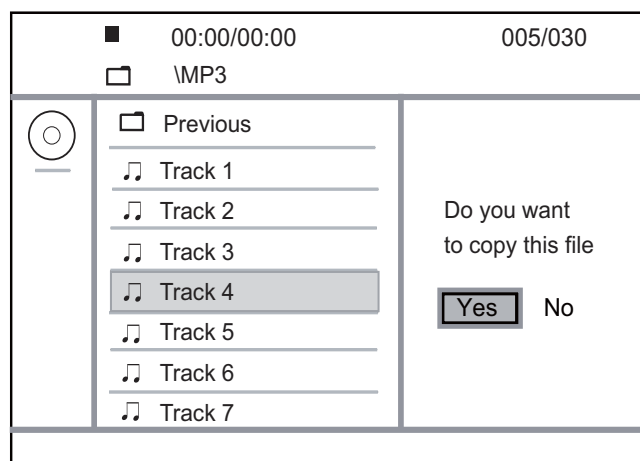 00:00/00:00 005/030
\MP3
Previous
Track 1
Track 2
Track 3
Track 4
Track 5
Track 6
Track 7
Do you want
to copy this file
Yes No